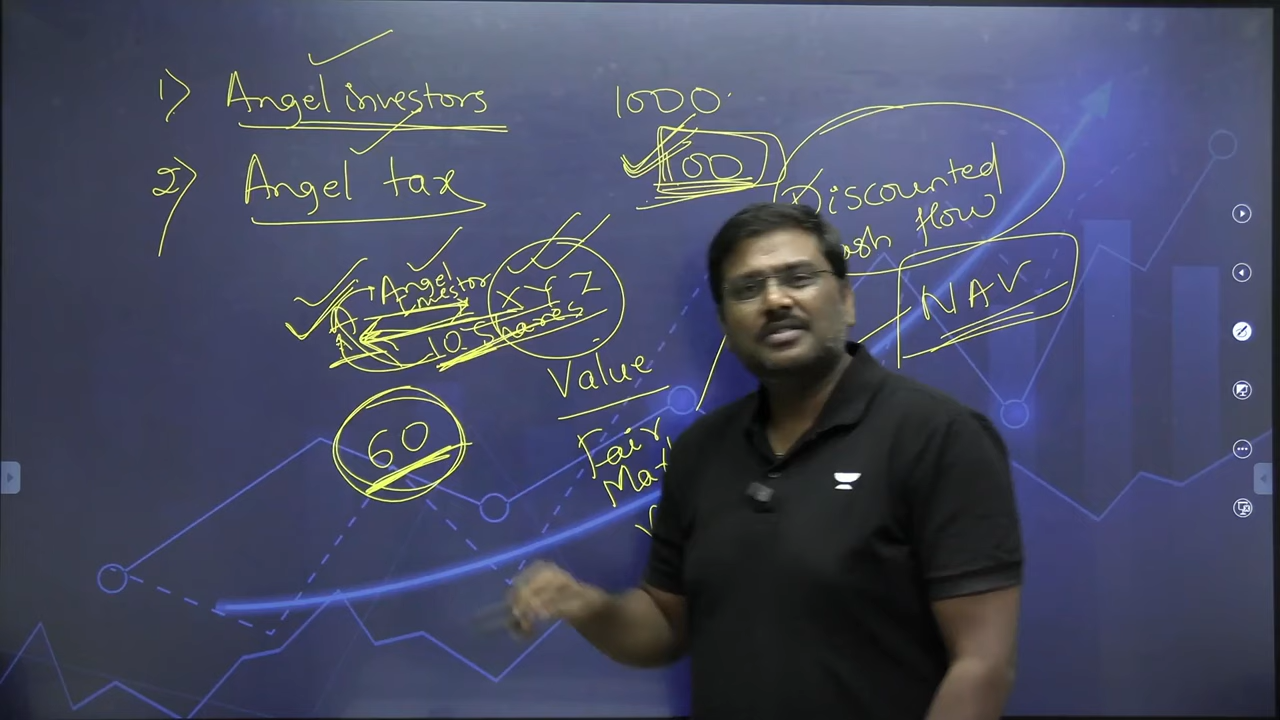 1) Angel investors
2) Angel tax
1000
100
Discounted
cash flow
NAV
A → Angel
investor
XYZ
10 Shares
Value
60
Fair